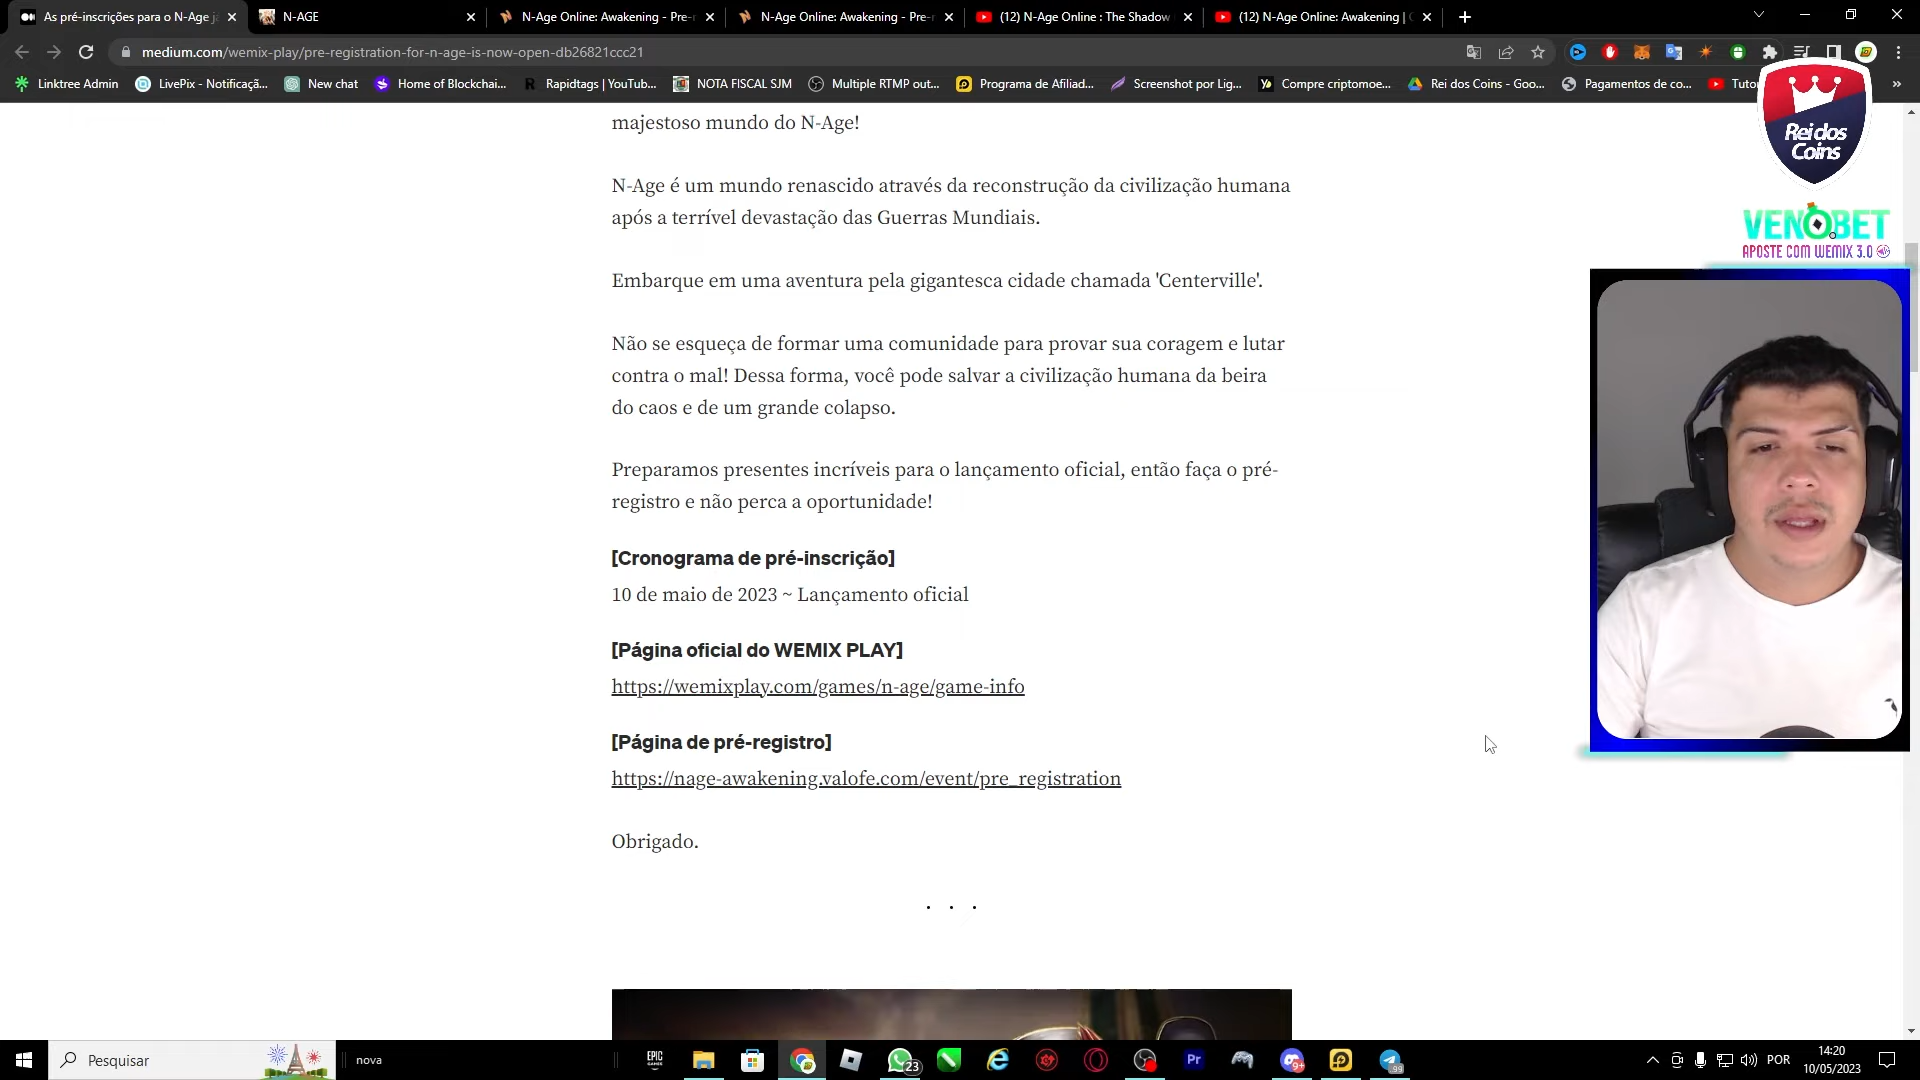 As pré-inscrições para o N-Age j
N-AGE
N-Age Online: Awakening - Pre-r
N-Age Online: Awakening - Pre-r
(12) N-Age Online : The Shadow
(12) N-Age Online: Awakening |
medium.com/wemix-play/pre-registration-for-n-age-is-now-open-db26821ccc21
Linktree Admin
LivePix - Notificaçã...
New chat
Home of Blockchai...
Rapidtags | YouTub...
NOTA FISCAL SJM
Multiple RTMP out...
Programa de Afiliad...
Screenshot por Lig...
Compre criptomoe...
Rei dos Coins - Goo...
Pagamentos de co...
Tuto
Rei dos
Coins
VENOBET
APOSTE COM WEMIX 3.0
majestoso mundo do N-Age!
N-Age é um mundo renascido através da reconstrução da civilização humana
após a terrível devastação das Guerras Mundiais.
Embarque em uma aventura pela gigantesca cidade chamada 'Centerville'.
Não se esqueça de formar uma comunidade para provar sua coragem e lutar
contra o mal! Dessa forma, você pode salvar a civilização humana da beira
do caos e de um grande colapso.
Preparamos presentes incríveis para o lançamento oficial, então faça o pré-
registro e não perca a oportunidade!
[Cronograma de pré-inscrição]
10 de maio de 2023 ~ Lançamento oficial
[Página oficial do WEMIX PLAY]
https://wemixplay.com/games/n-age/game-info
[Página de pré-registro]
https://nage-awakening.valofe.com/event/pre_registration
Obrigado.
. . .
Pesquisar
nova
EPIC
GAMES
23
Pr
9+
99
POR
14:20
10/05/2023